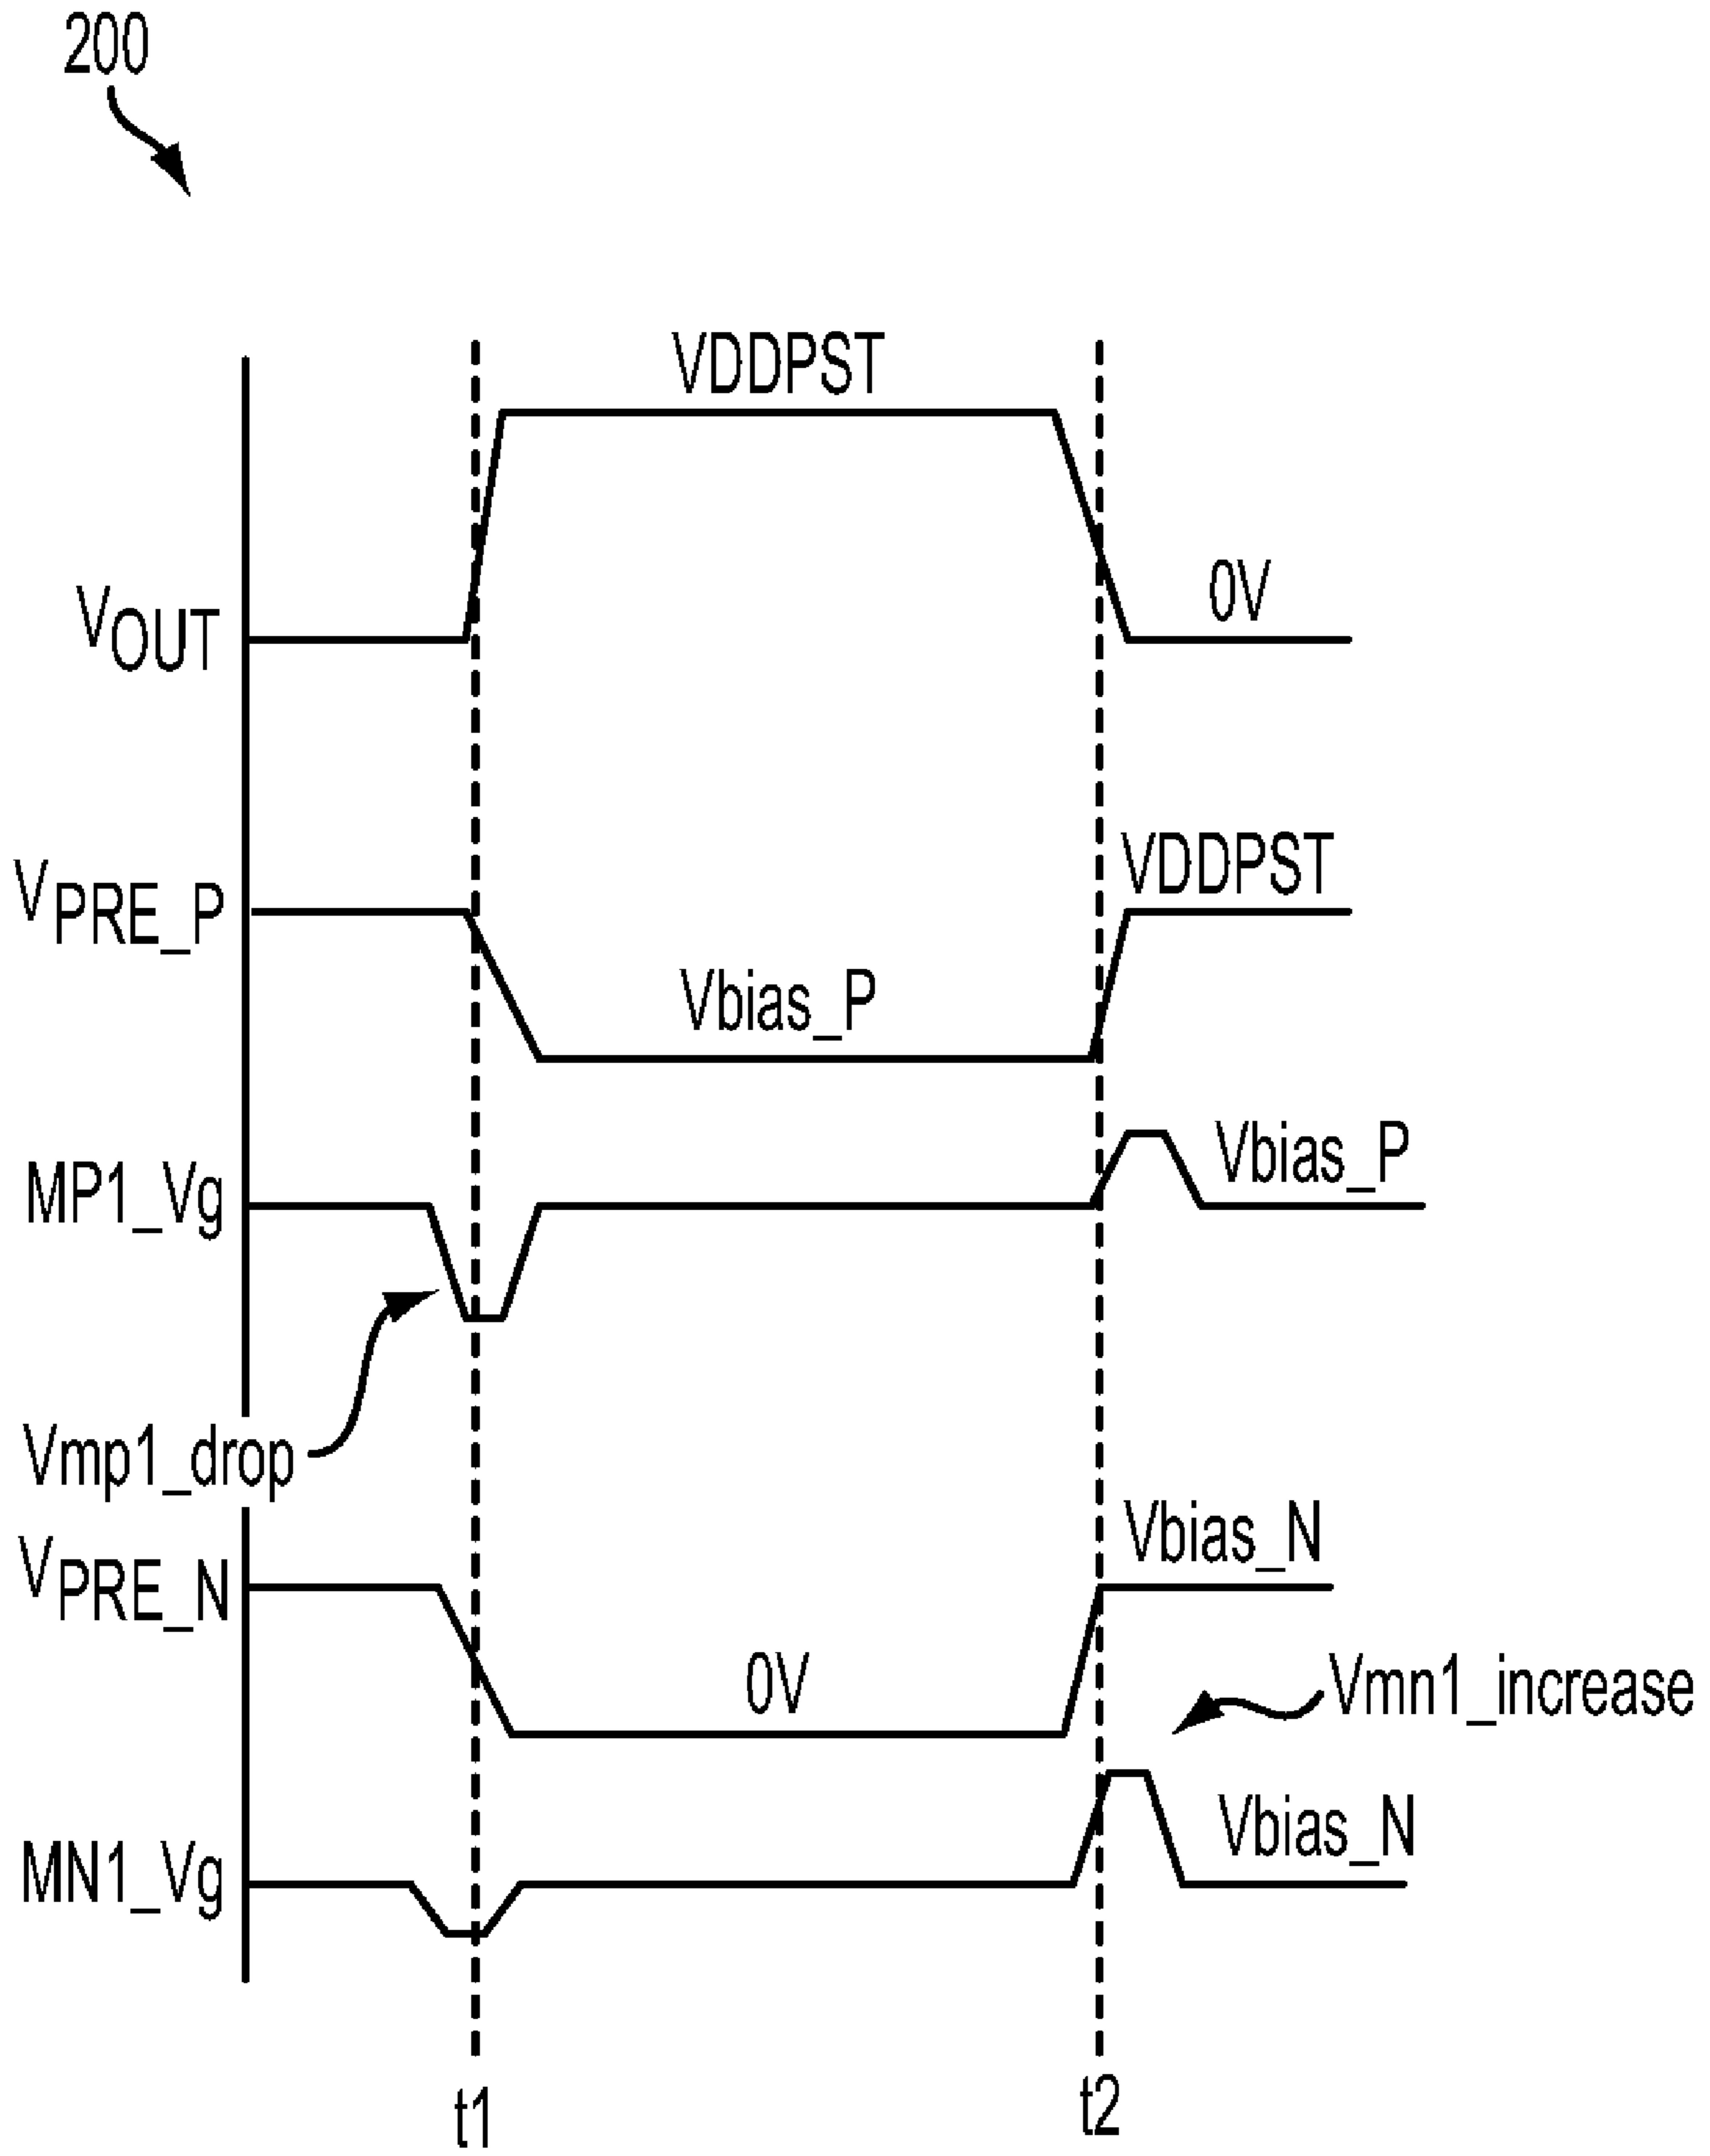 200
VDDPST
VOUT
0V
VPRE_P
VDDPST
Vbias_P
MP1_Vg
Vbias_P
Vmp1_drop
VPRE_N
Vbias_N
0V
Vmn1_increase
MN1_Vg
Vbias_N
t1
t2